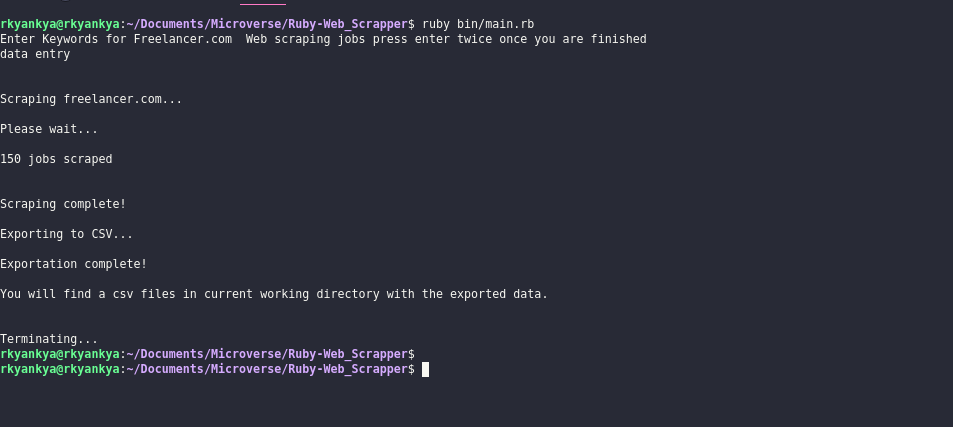 rkyankya@rkyankya:~/Documents/Microverse/Ruby-Web_Scrapper$ ruby bin/main.rb
Enter Keywords for Freelancer.com  Web scraping jobs press enter twice once you are finished
data entry
Scraping freelancer.com...
Please wait...
150 jobs scraped
Scraping complete!
Exporting to CSV...
Exportation complete!
You will find a csv files in current working directory with the exported data.
Terminating...
rkyankya@rkyankya:~/Documents/Microverse/Ruby-Web_Scrapper$
rkyankya@rkyankya:~/Documents/Microverse/Ruby-Web_Scrapper$